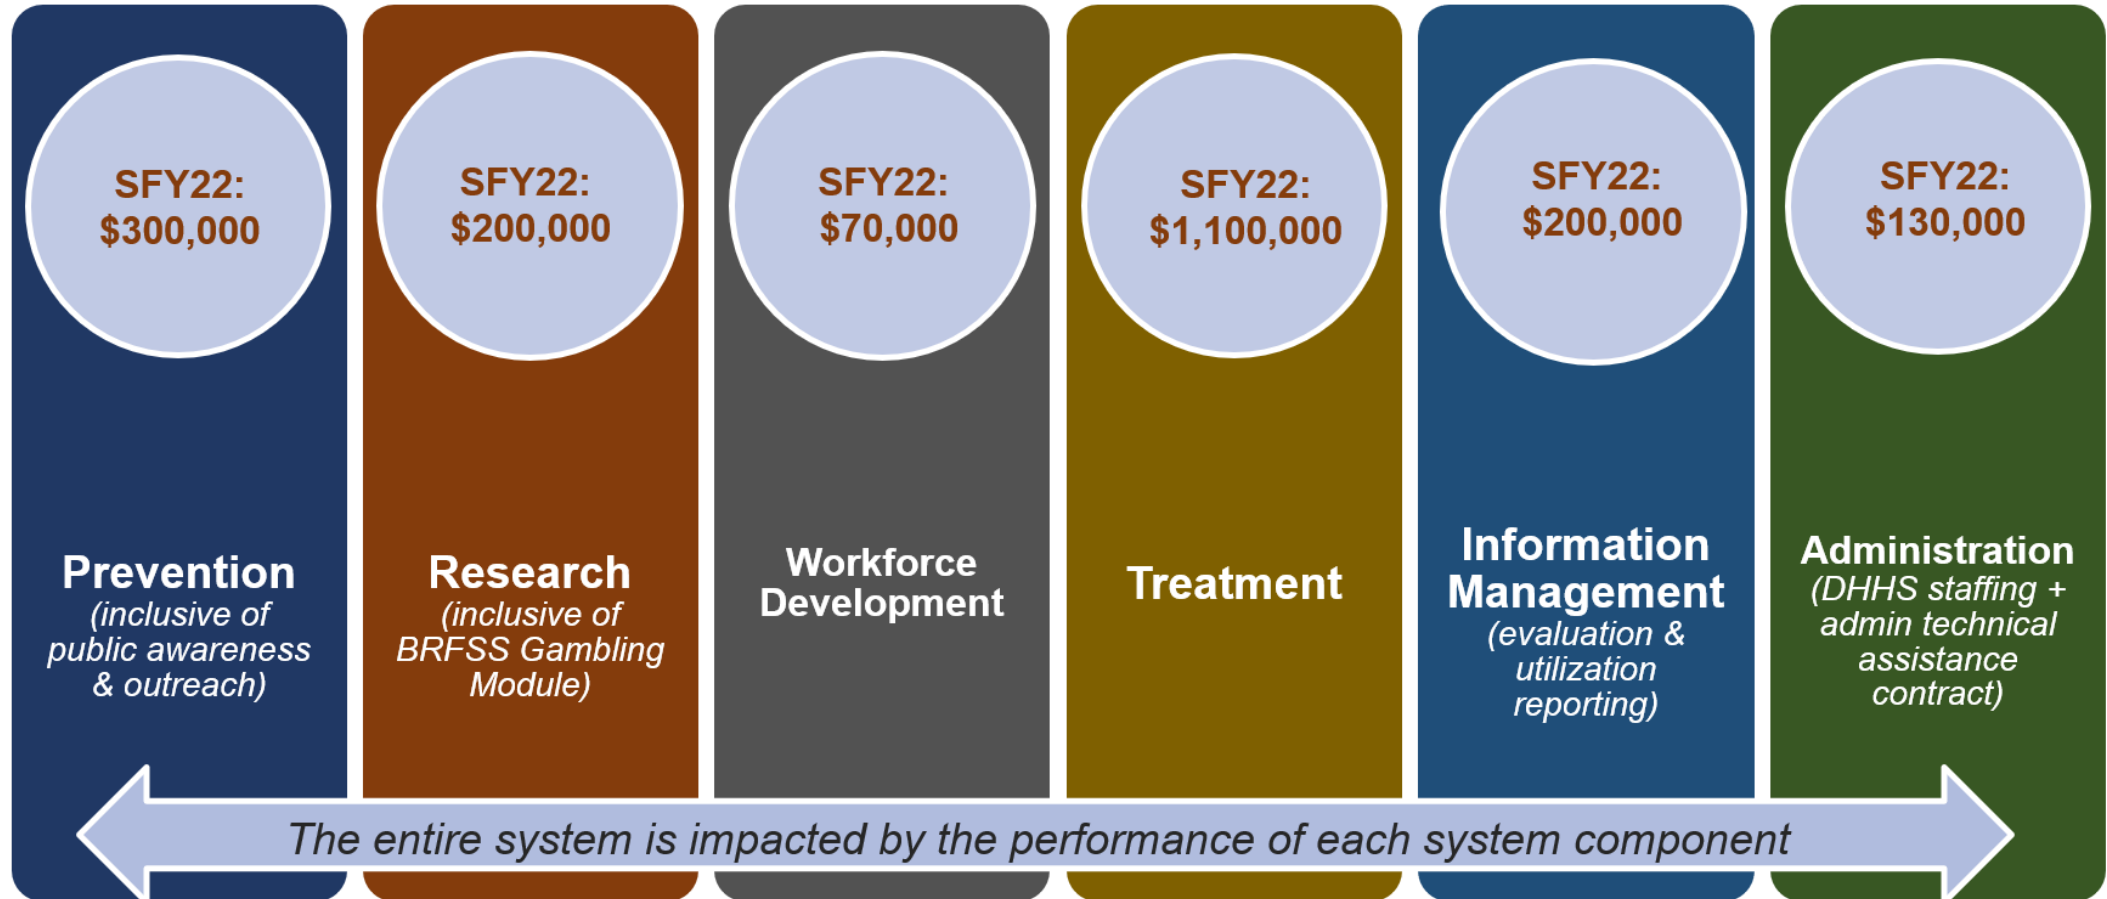 SFY22:
$300,000
Prevention
(inclusive of
public awareness
& outreach)
SFY22:
$200,000
Research
(inclusive of
BRFSS Gambling
Module)
SFY22:
$70,000
Workforce
Development
SFY22:
$1,100,000
Treatment
SFY22:
$200,000
Information
Management
(evaluation &
utilization
reporting)
SFY22:
$130,000
Administration
(DHHS staffing +
admin technical
assistance
contract)
The entire system is impacted by the performance of each system component